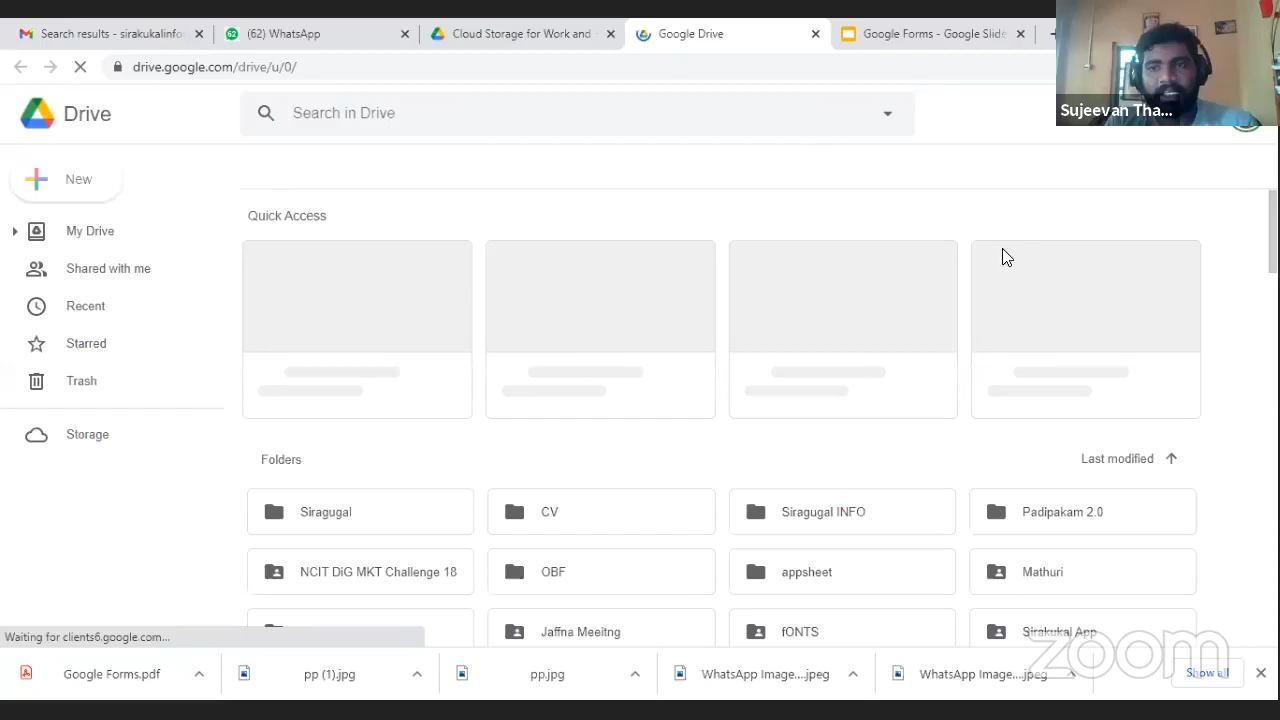 Search results - sirakukalinfo
(62) WhatsApp
Cloud Storage for Work and
Google Drive
Google Forms - Google Slide
drive.google.com/drive/u/0/
Sujeevan Tha...
Drive
Search in Drive
New
My Drive
Shared with me
Recent
Starred
Trash
Storage
Quick Access
Folders
Last modified
Siragugal
CV
Siragugal INFO
Padipakam 2.0
NCIT DiG MKT Challenge 18
OBF
appsheet
Mathuri
Jaffna Meeitng
fONTS
Sirakukal App
Waiting for clients6.google.com...
zoom
Google Forms.pdf
pp (1).jpg
pp.jpg
WhatsApp Image....jpeg
WhatsApp Image....jpeg
Show all